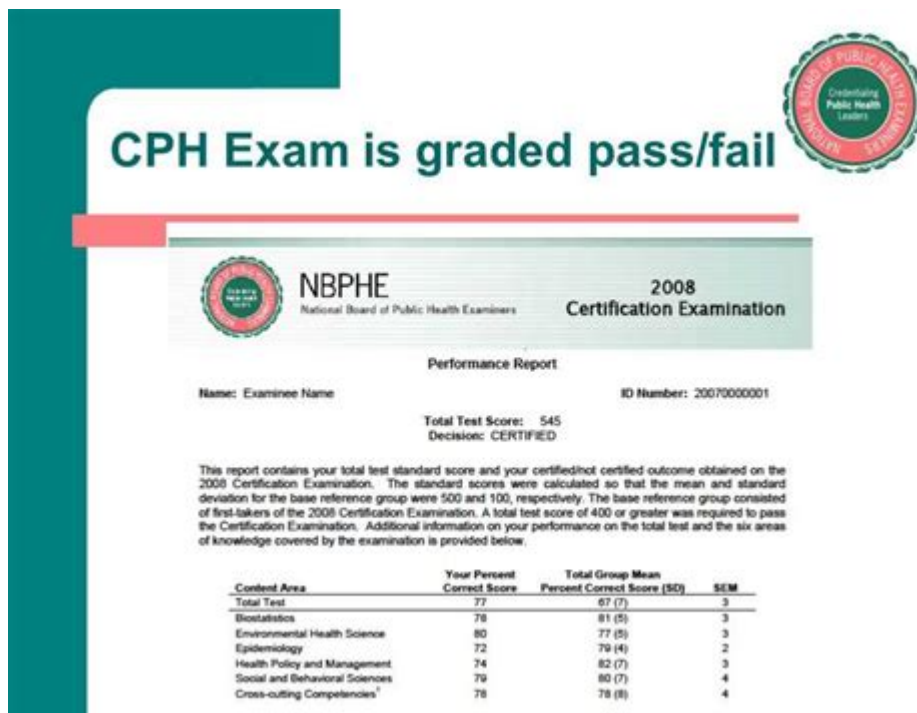 NATIONAL BOARD OF PUBLIC HEALTH EXAMINERS
Credentialing
Public Health
Leaders
CPH Exam is graded pass/fail
NBPHE
National Board of Public Health Examiners
2008
Certification Examination
Performance Report
Name: Examinee Name ID Number: 20070000001
Total Test Score: 545
Decision: CERTIFIED
This report contains your total test standard score and your certified/not certified outcome obtained on the
2008 Certification Examination. The standard scores were calculated so that the mean and standard
deviation for the base reference group were 500 and 100, respectively. The base reference group consisted
of first-takers of the 2008 Certification Examination. A total test score of 400 or greater was required to pass
the Certification Examination. Additional information on your performance on the total test and the six areas
of knowledge covered by the examination is provided below.
Your Percent Total Group Mean
Content Area Correct Score Percent Correct Score (SD) SEM
Total Test 77 67 (7) 3
Biostatistics 78 81 (5) 3
Environmental Health Science 80 77 (5) 3
Epidemiology 72 79 (4) 2
Health Policy and Management 74 82 (7) 3
Social and Behavioral Sciences 79 80 (7) 4
Cross-cutting Competencies 78 78 (8) 4